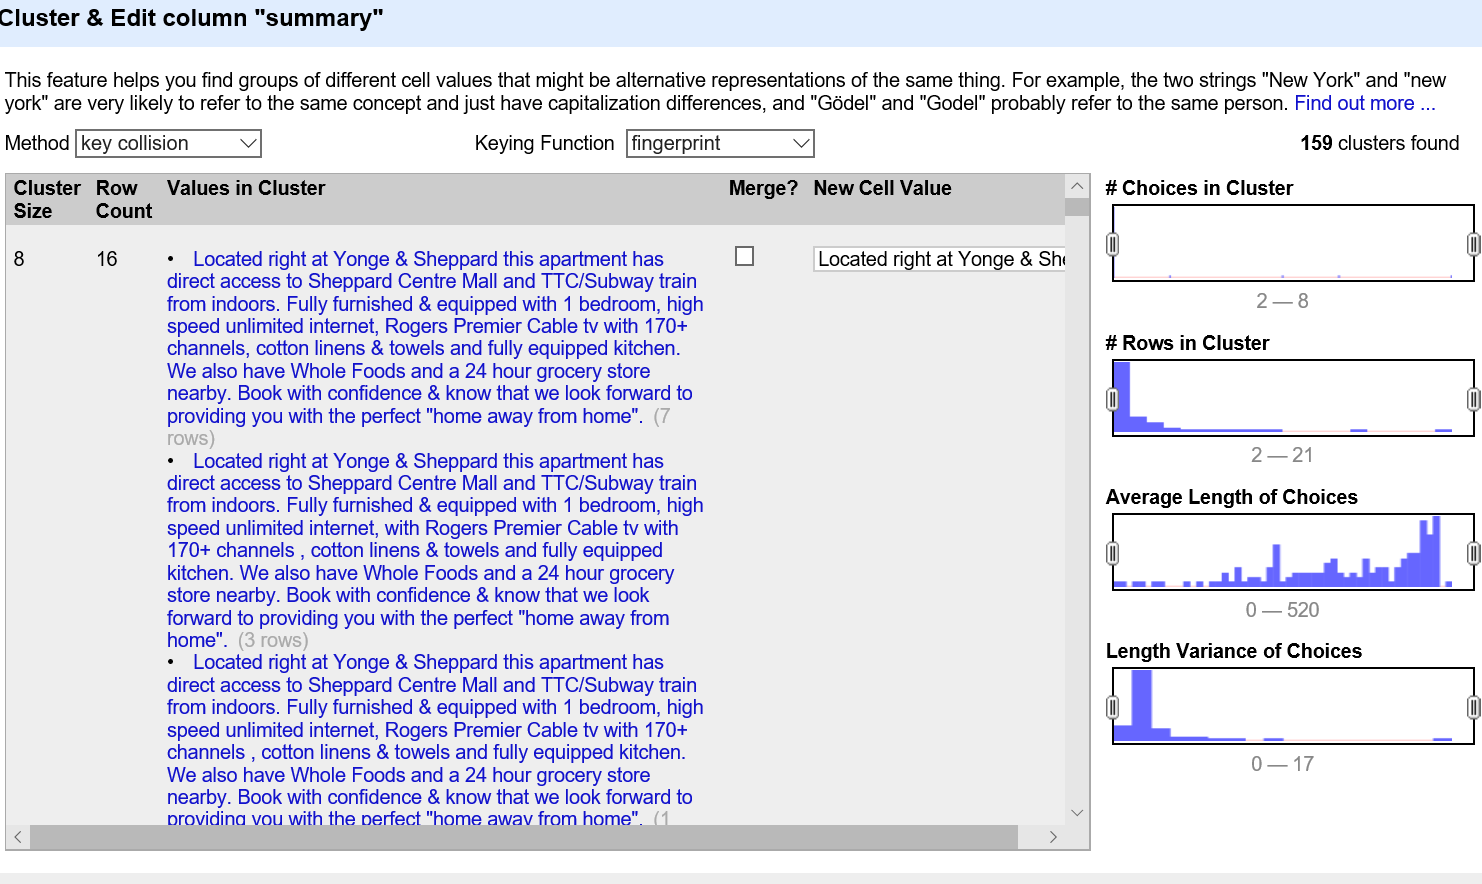 Cluster & Edit column "summary"
This feature helps you find groups of different cell values that might be alternative representations of the same thing. For example, the two strings "New York" and "new
york" are very likely to refer to the same concept and just have capitalization differences, and "Gödel" and "Godel" probably refer to the same person. Find out more ...
Method key collision
Keying Function fingerprint
159 clusters found
Cluster Size
Row Count
Values in Cluster
Merge?
New Cell Value
8
16
• Located right at Yonge & Sheppard this apartment has
direct access to Sheppard Centre Mall and TTC/Subway train
from indoors. Fully furnished & equipped with 1 bedroom, high
speed unlimited internet, Rogers Premier Cable tv with 170+
channels, cotton linens & towels and fully equipped kitchen.
We also have Whole Foods and a 24 hour grocery store
nearby. Book with confidence & know that we look forward to
providing you with the perfect "home away from home". (7
rows)
• Located right at Yonge & Sheppard this apartment has
direct access to Sheppard Centre Mall and TTC/Subway train
from indoors. Fully furnished & equipped with 1 bedroom, high
speed unlimited internet, with Rogers Premier Cable tv with
170+ channels , cotton linens & towels and fully equipped
kitchen. We also have Whole Foods and a 24 hour grocery
store nearby. Book with confidence & know that we look
forward to providing you with the perfect "home away from
home". (3 rows)
• Located right at Yonge & Sheppard this apartment has
direct access to Sheppard Centre Mall and TTC/Subway train
from indoors. Fully furnished & equipped with 1 bedroom, high
speed unlimited internet, Rogers Premier Cable tv with 170+
channels , cotton linens & towels and fully equipped kitchen.
We also have Whole Foods and a 24 hour grocery store
nearby. Book with confidence & know that we look forward to
providing you with the perfect "home away from home". (1
Located right at Yonge & She
# Choices in Cluster
2 — 8
# Rows in Cluster
2 — 21
Average Length of Choices
0 — 520
Length Variance of Choices
0 — 17